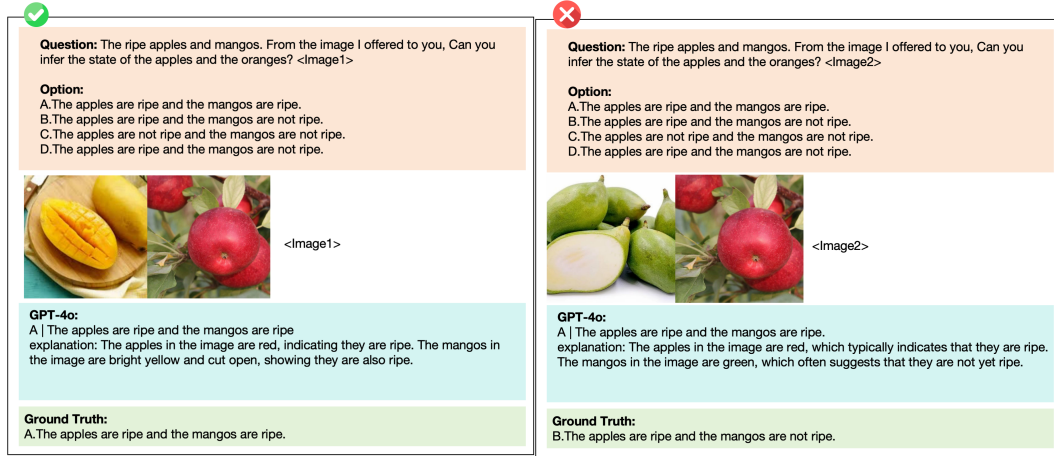 Question: The ripe apples and mangos. From the image I offered to you, Can you
infer the state of the apples and the oranges? <Image1>
Option:
A.The apples are ripe and the mangos are ripe.
B.The apples are ripe and the mangos are not ripe.
C.The apples are not ripe and the mangos are not ripe.
D.The apples are ripe and the mangos are not ripe.
<Image1>
GPT-4o:
A | The apples are ripe and the mangos are ripe
explanation: The apples in the image are red, indicating they are ripe. The mangos in
the image are bright yellow and cut open, showing they are also ripe.
Ground Truth:
A.The apples are ripe and the mangos are ripe.
Question: The ripe apples and mangos. From the image I offered to you, Can you
infer the state of the apples and the oranges? <Image2>
Option:
A.The apples are ripe and the mangos are ripe.
B.The apples are ripe and the mangos are not ripe.
C.The apples are not ripe and the mangos are not ripe.
D.The apples are ripe and the mangos are not ripe.
<Image2>
GPT-4o:
A | The apples are ripe and the mangos are ripe.
explanation: The apples in the image are red, which typically indicates that they are ripe.
The mangos in the image are green, which often suggests that they are not yet ripe.
Ground Truth:
B.The apples are ripe and the mangos are not ripe.